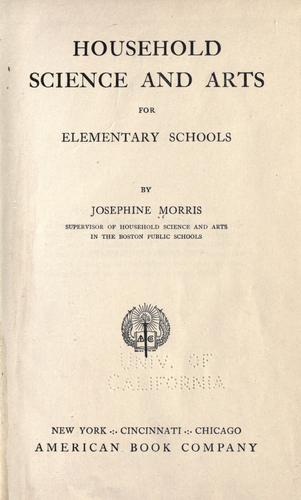 HOUSEHOLD
SCIENCE AND ARTS
FOR
ELEMENTARY SCHOOLS
BY
JOSEPHINE MORRIS
SUPERVISOR OF HOUSEHOLD SCIENCE AND ARTS
IN THE BOSTON PUBLIC SCHOOLS
ABC
UNIV. OF
CALIFORNIA
NEW YORK ·:· CINCINNATI ·:· CHICAGO
AMERICAN BOOK COMPANY